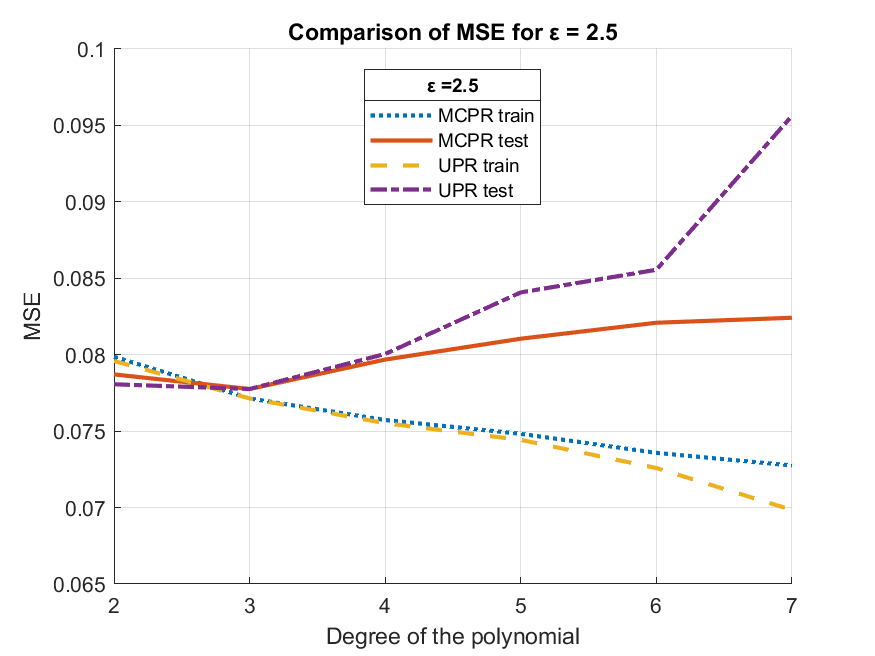 Comparison of MSE for ε = 2.5
0.1
0.095
0.09
0.085
0.08
0.075
0.07
0.065
MSE
ε =2.5
MCPR train
MCPR test
UPR train
UPR test
2 3 4 5 6 7
Degree of the polynomial